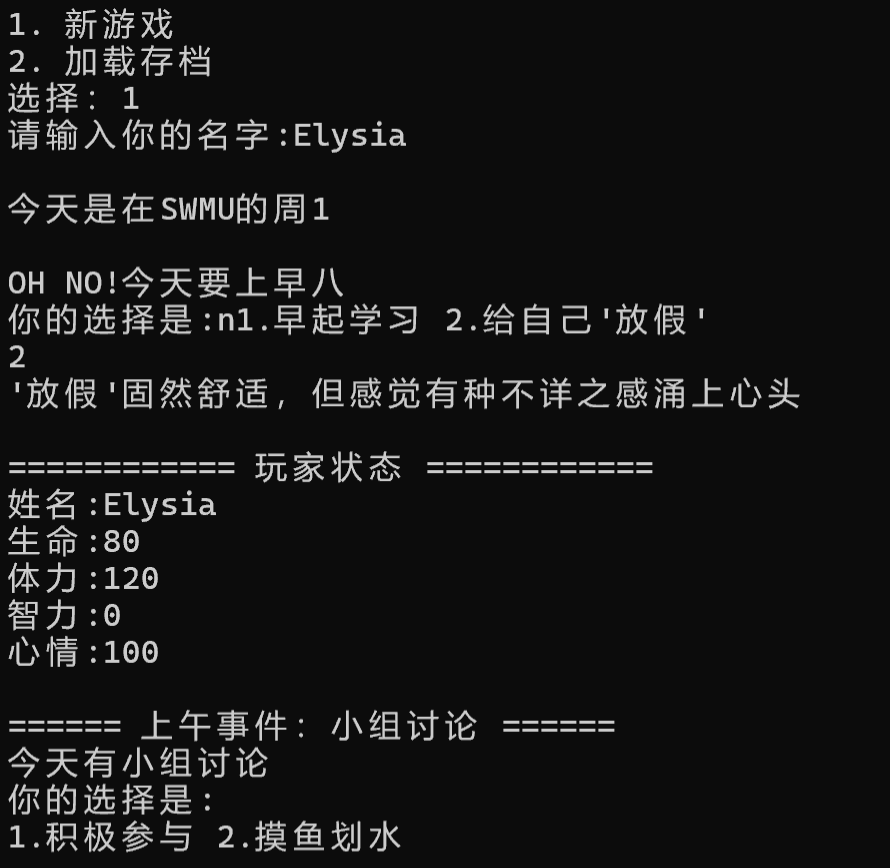 1. 新游戏
2. 加载存档
选择: 1
请输入你的名字:Elysia
今天是在SWMU的周1
OH NO!今天要上早八
你的选择是:n1.早起学习 2.给自己'放假'
2
'放假'固然舒适, 但感觉有种不详之感涌上心头
============ 玩家状态 ============
姓名:Elysia
生命:80
体力:120
智力:0
心情:100
====== 上午事件: 小组讨论 ======
今天有小组讨论
你的选择是:
1.积极参与 2.摸鱼划水